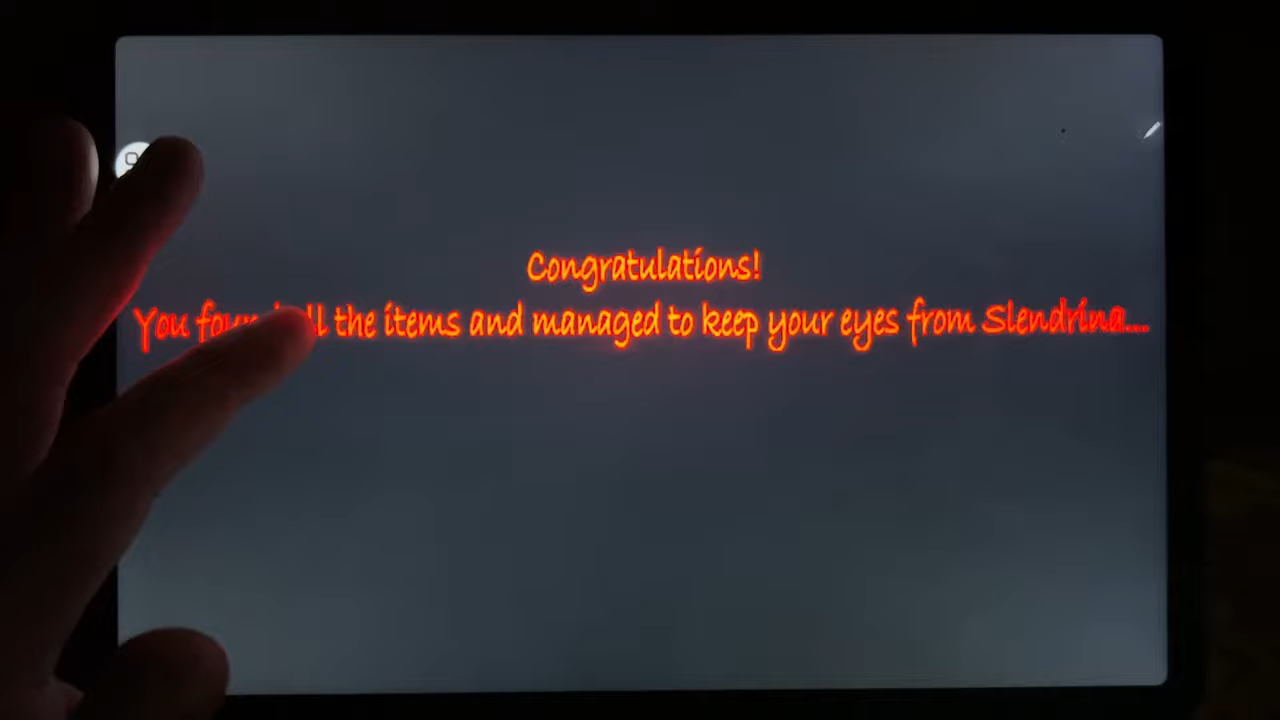 Congratulations!
You the items and managed to keep your eyes from Slendrina...